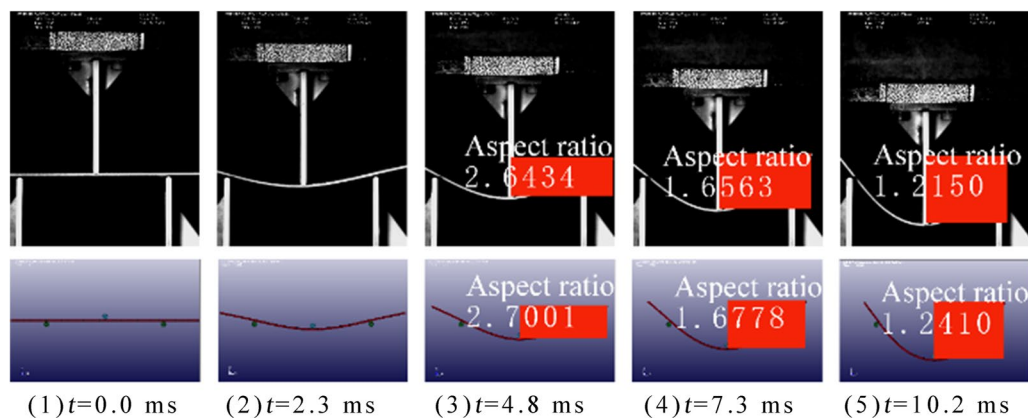 Aspect ratio
2.6434
Aspect ratio
1.6563
Aspect ratio
1.2150
Aspect ratio
2.7001
Aspect ratio
1.6778
Aspect ratio
1.2410
(1) t=0.0 ms
(2) t=2.3 ms
(3) t=4.8 ms
(4) t=7.3 ms
(5) t=10.2 ms